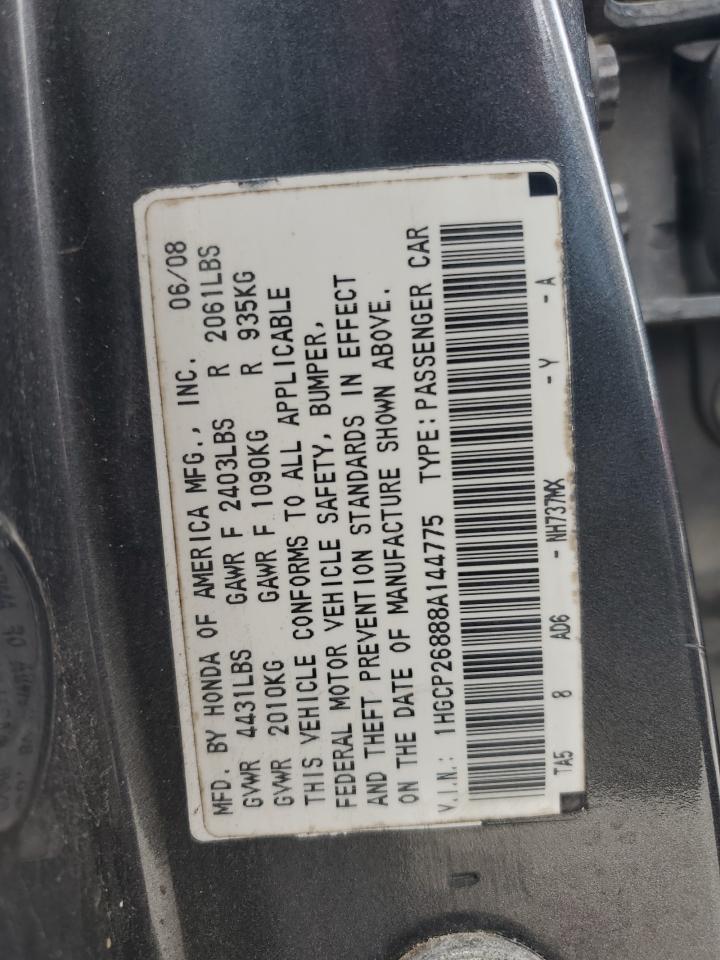 MFD. BY HONDA OF AMERICA MFG., INC. 06/08
GVWR 4431LBS GAWR F 2403LBS R 2061LBS
GVWR 2010KG GAWR F 1090KG R 935KG
THIS VEHICLE CONFORMS TO ALL APPLICABLE
FEDERAL MOTOR VEHICLE SAFETY, BUMPER,
AND THEFT PREVENTION STANDARDS IN EFFECT
ON THE DATE OF MANUFACTURE SHOWN ABOVE.
V.I.N.: 1HGCP26888A144775 TYPE: PASSENGER CAR
TA5 8 AD6 - NH737MX - Y - A